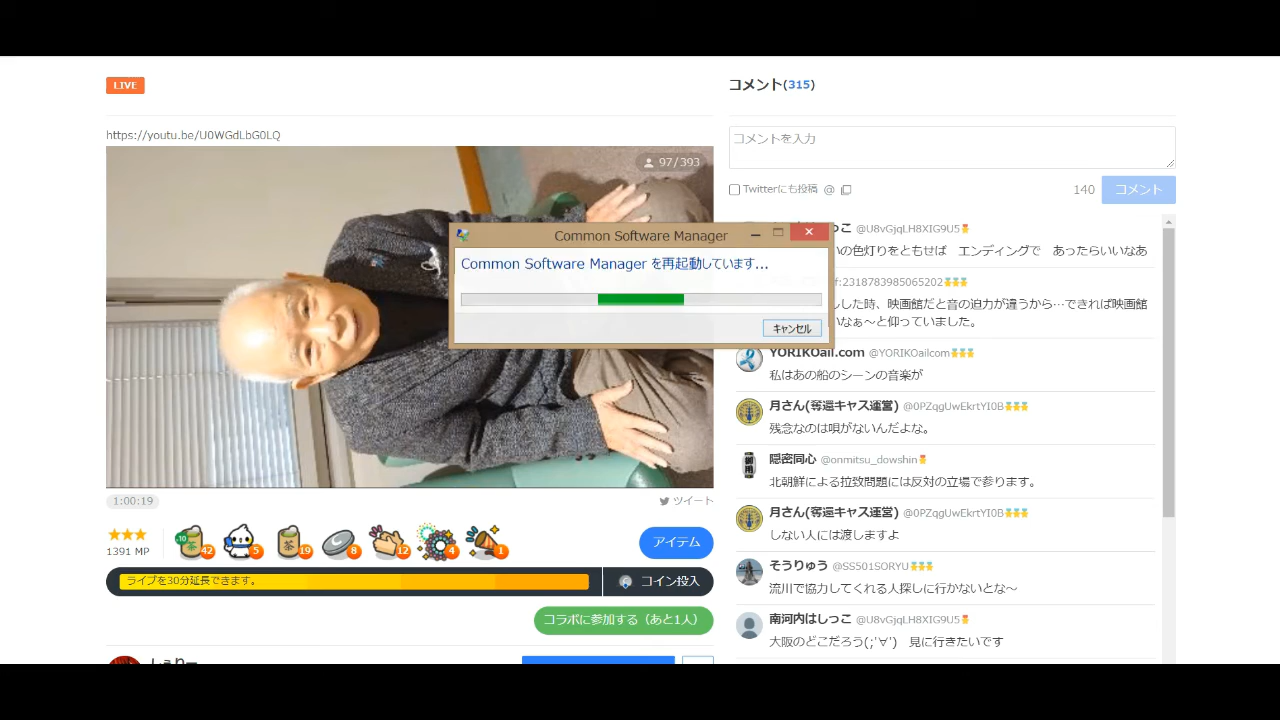 LIVE
https://youtu.be/U0WGdLbG0LQ
97/393
Common Software Manager
Common Software Manager を再起動しています...
キャンセル
1:00:19
ツイート
1391 MP
×10
42
5
茶
19
8
12
4
1
アイテム
ライブを30分延長できます。
コイン投入
コラボに参加する（あと1人）
コメント(315)
コメントを入力
Twitterにも投稿 @
140
コメント
っこ @U8vGjqLH8XIG9U5
の色灯りをともせば　エンディングで　あったらいいなあ
f:2318783985065202
した時、映画館だと音の迫力が違うから…できれば映画館
いなぁ～と仰っていました。
YORIKOail.com @YORIKOailcom
私はあの船のシーンの音楽が
月さん(奪還キャス運営) @0PZqgUwEkrtYI0B
残念なのは唄がないんだよな。
御用
隠密同心 @onmitsu_dowshin
北朝鮮による拉致問題には反対の立場で参ります。
月さん(奪還キャス運営) @0PZqgUwEkrtYI0B
しない人には渡しますよ
そうりゅう @SS501SORYU
流川で協力してくれる人探しに行かないとな～
南河内はしっこ @U8vGjqLH8XIG9U5
大阪のどこだろう(;'∀')　見に行きたいです